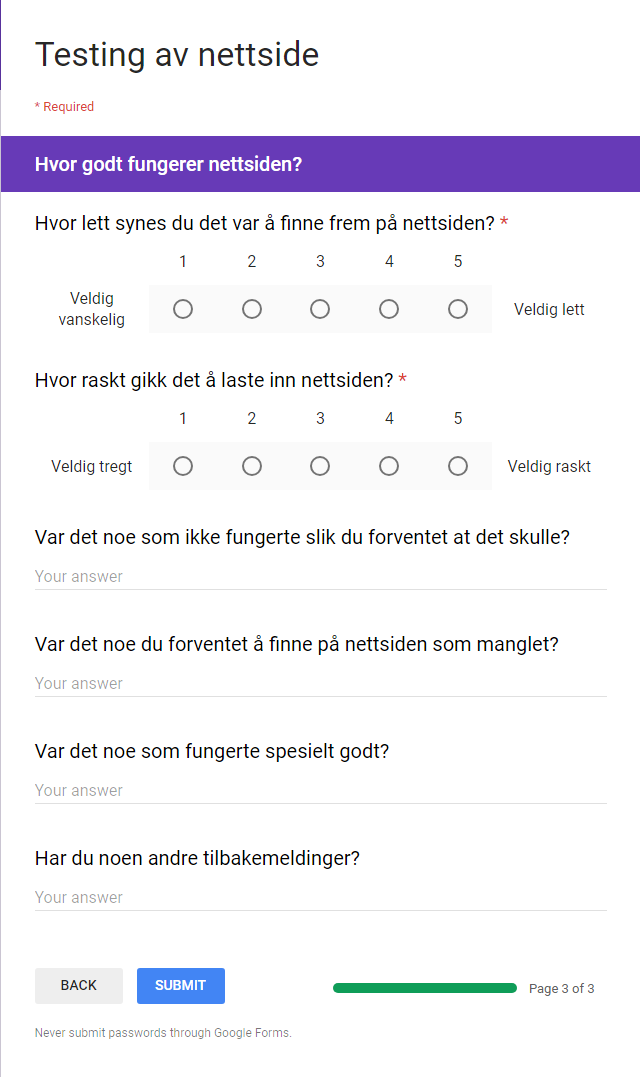 Testing av nettside
* Required
Hvor godt fungerer nettsiden?
Hvor lett synes du det var å finne frem på nettsiden? *
1 2 3 4 5
Veldig
vanskelig
Veldig lett
Hvor raskt gikk det å laste inn nettsiden? *
1 2 3 4 5
Veldig tregt
Veldig raskt
Var det noe som ikke fungerte slik du forventet at det skulle?
Your answer
Var det noe du forventet å finne på nettsiden som manglet?
Your answer
Var det noe som fungerte spesielt godt?
Your answer
Har du noen andre tilbakemeldinger?
Your answer
BACK SUBMIT Page 3 of 3
Never submit passwords through Google Forms.